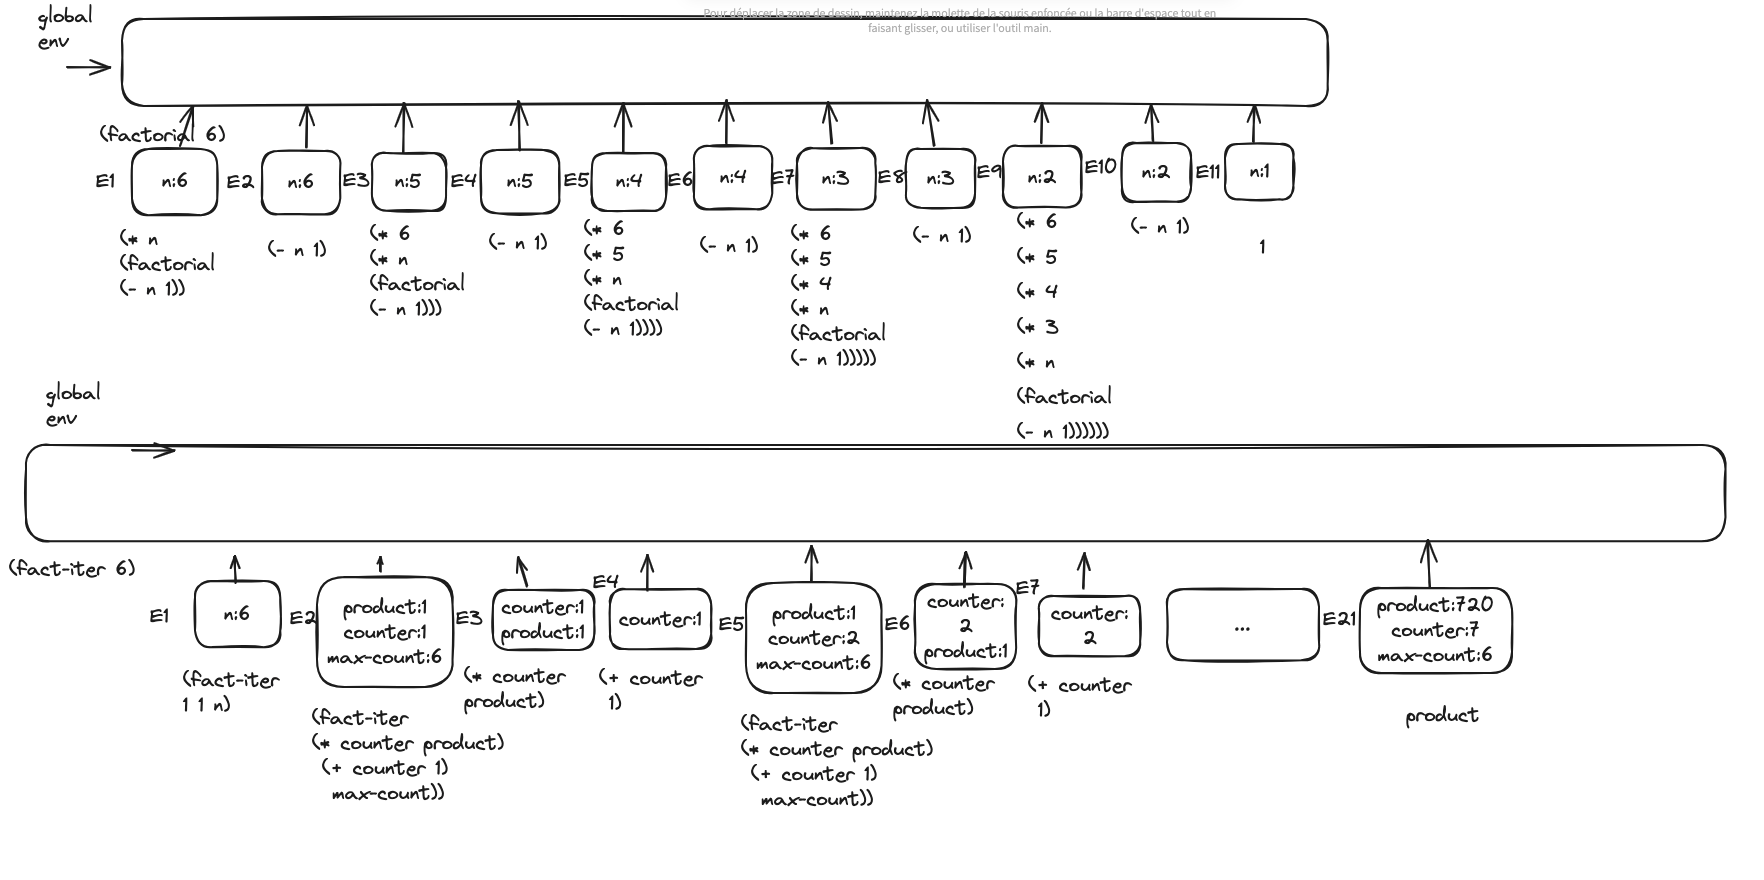 global
env
Pour déplacer la zone de dessin, maintenez la molette de la souris enfoncée ou la barre d'espace tout en
faisant glisser, ou utiliser l'outil main.
(factorial 6)
E1
n:6
(* n
(factorial
(- n 1))
E2
n:6
(- n 1)
E3
n:5
(* 6
(* n
(factorial
(- n 1)))
E4
n:5
(- n 1)
E5
n:4
(* 6
(* 5
(* n
(factorial
(- n 1))))
E6
n:4
(- n 1)
E7
n:3
(* 6
(* 5
(* 4
(* n
(factorial
(- n 1)))))
E8
n:3
(- n 1)
E9
n:2
(* 6
(* 5
(* 4
(* 3
(* n
(factorial
(- n 1))))))
E10
n:2
(- n 1)
E11
n:1
1
global
env
(fact-iter 6)
E1
n:6
(fact-iter
1 1 n)
E2
product:1
counter:1
max-count:6
(fact-iter
(* counter product)
(+ counter 1)
max-count))
E3
counter:1
product:1
(* counter
product)
E4
counter:1
(+ counter
1)
E5
product:1
counter:2
max-count:6
(fact-iter
(* counter product)
(+ counter 1)
max-count))
E6
counter:
2
product:1
(* counter
product)
E7
counter:
2
(+ counter
1)
...
E21
product:720
counter:7
max-count:6
product